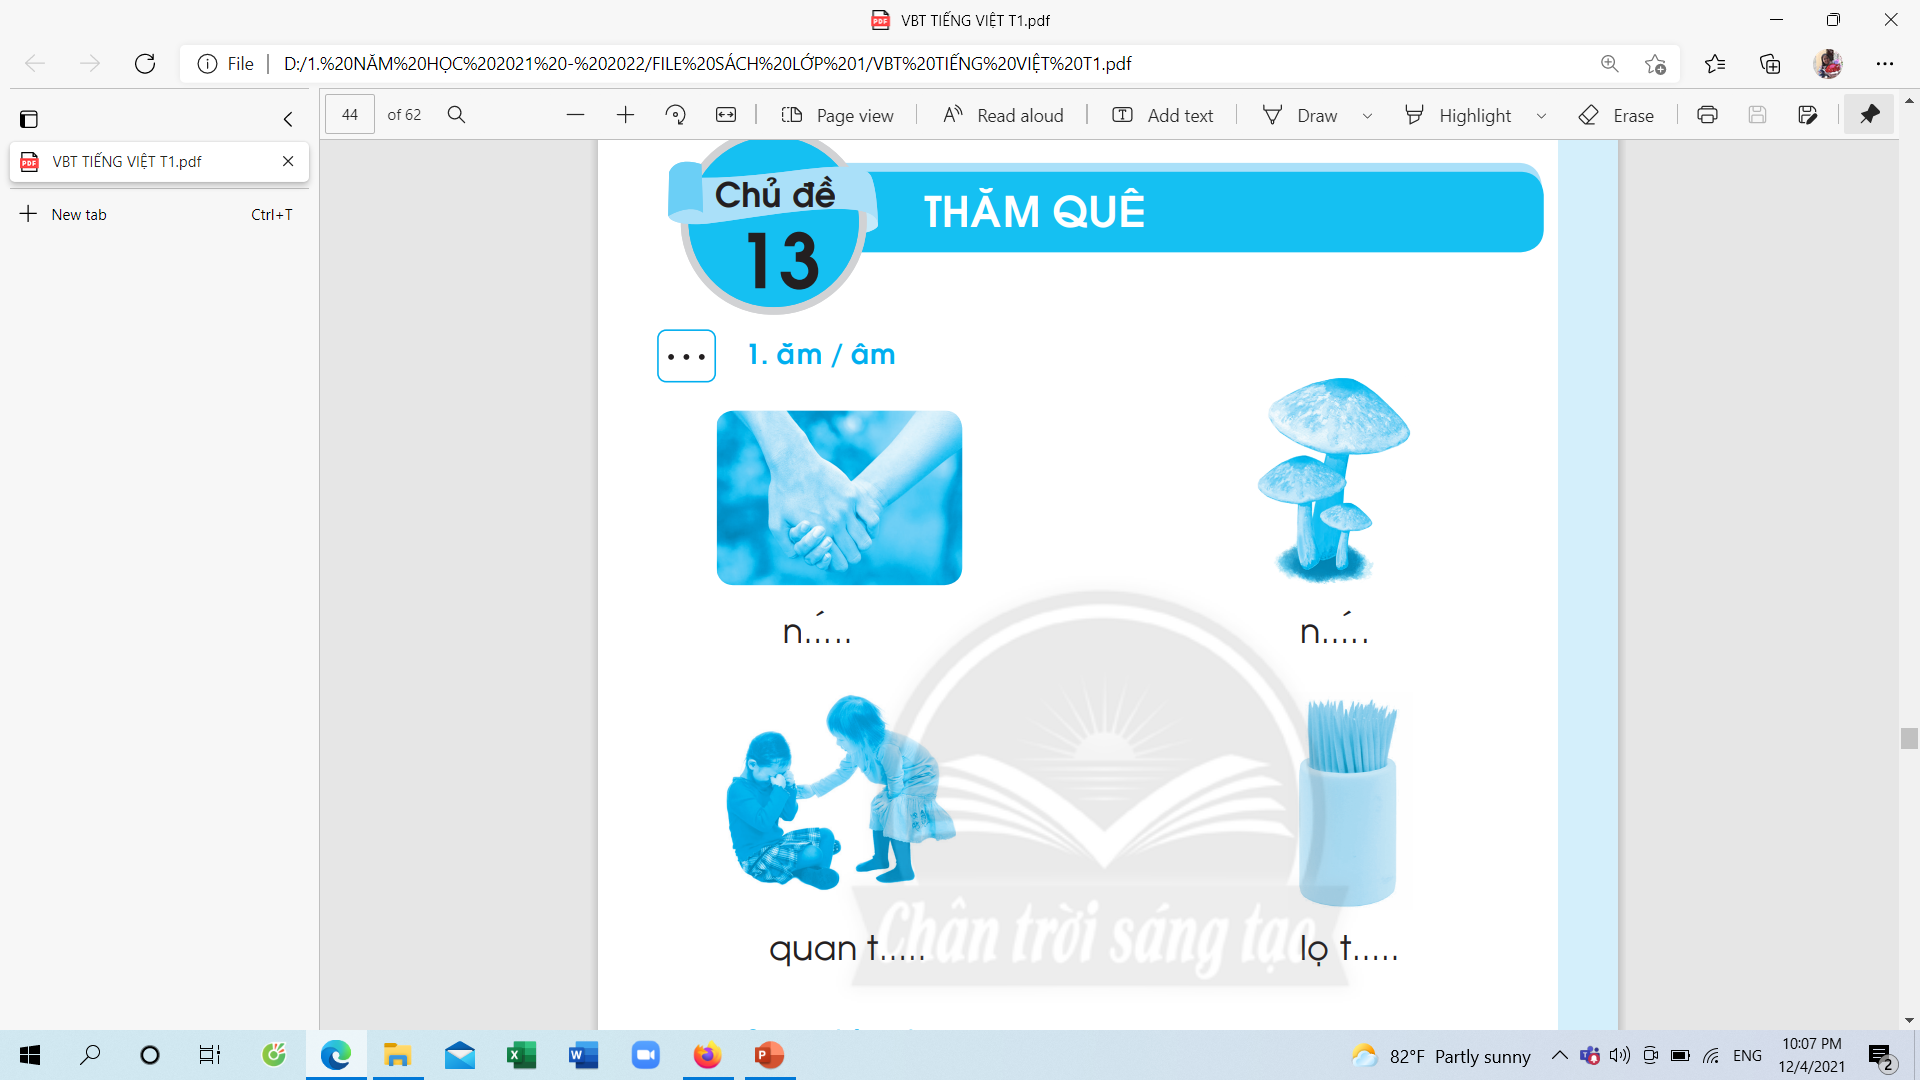 VBT TIẾNG VIỆT T1.pdf
File
D:/1.%20NĂM%20HỌC%202021%20-%202022/FILE%20SÁCH%20LỚP%201/VBT%20TIẾNG%20VIỆT%20T1.pdf
44 of 62
Page view
Read aloud
Add text
Draw
Highlight
Erase
VBT TIẾNG VIỆT T1.pdf
New tab
Ctrl+T
Chủ đề
13
THĂM QUÊ
...
1. ăm / âm
n.́....
n.́....
quan t.....
lọ t.....
Chân trời sáng tạo
82°F Partly sunny
ENG
10:07 PM
12/4/2021
2